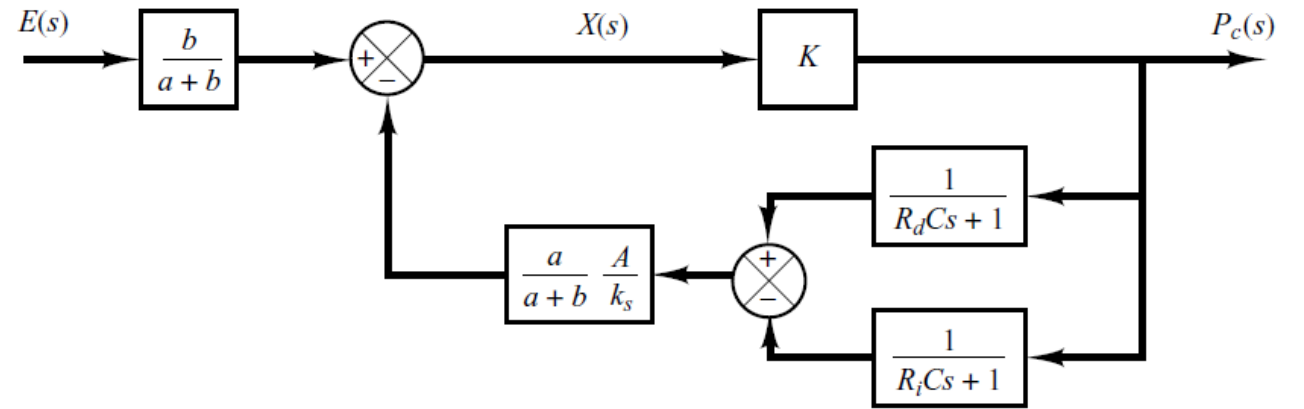 E(s)
b
a + b
+
−
X(s)
K
P_c(s)
1
R_dCs + 1
+
−
a A
a + b k_s
1
R_iCs + 1